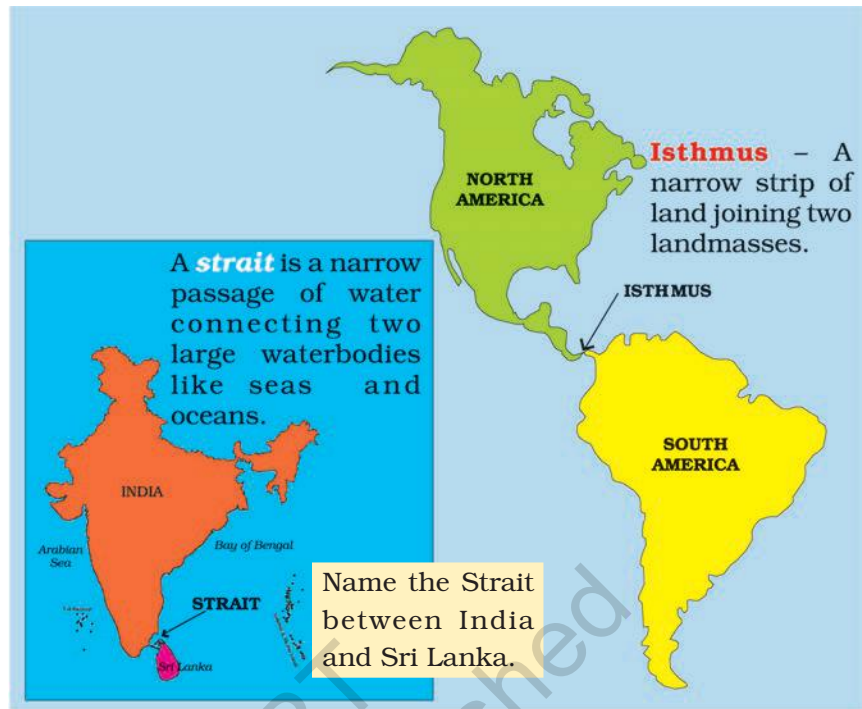 Isthmus – A
narrow strip of
land joining two
landmasses.
NORTH
AMERICA
ISTHMUS
SOUTH
AMERICA
A strait is a narrow
passage of water
connecting two
large waterbodies
like seas and
oceans.
INDIA
Arabian
Sea
Bay of Bengal
STRAIT
Sri Lanka
Name the Strait
between India
and Sri Lanka.